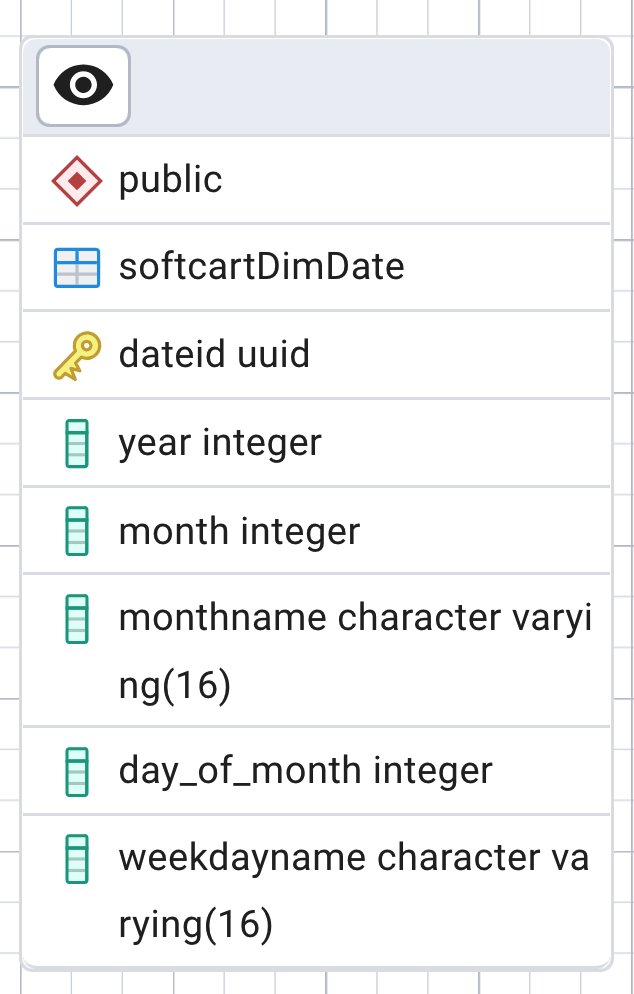 public
softcartDimDate
dateid uuid
year integer
month integer
monthname character varyi
ng(16)
day_of_month integer
weekdayname character va
rying(16)